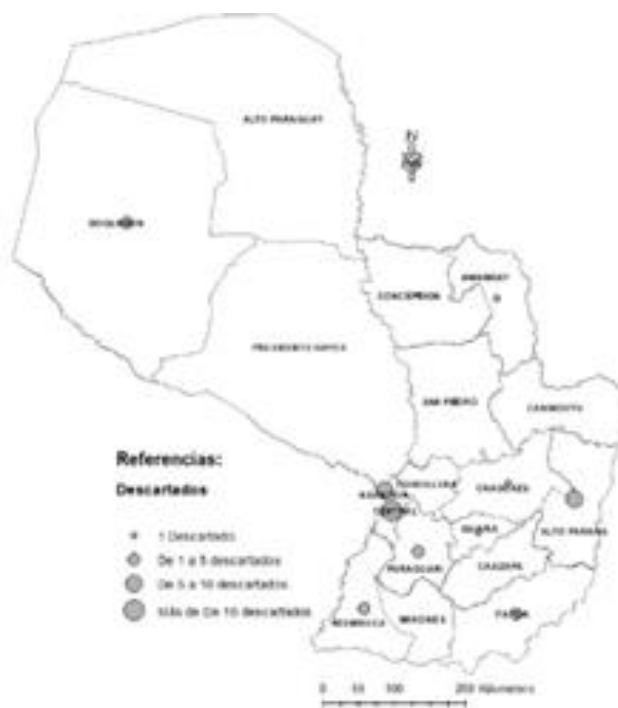 ALTO PARAGUAY
N
BOQUERON
AMAMBAY
CONCEPCION
PRESIDENTE HAYES
SAN PEDRO
CANINDEYU
Referencias:
CORDILLERA
CAAGUAZU
Descartados
ASUNCION
CENTRAL
GUAIRA
ALTO PARANA
1 Descartado
De 1 a 5 descartados
PARAGUARI
CAAZAPA
De 5 a 10 descartados
Más de De 10 descartados
ÑEEMBUCU
MISIONES
ITAPUA
0 50 100 200 Kilometers